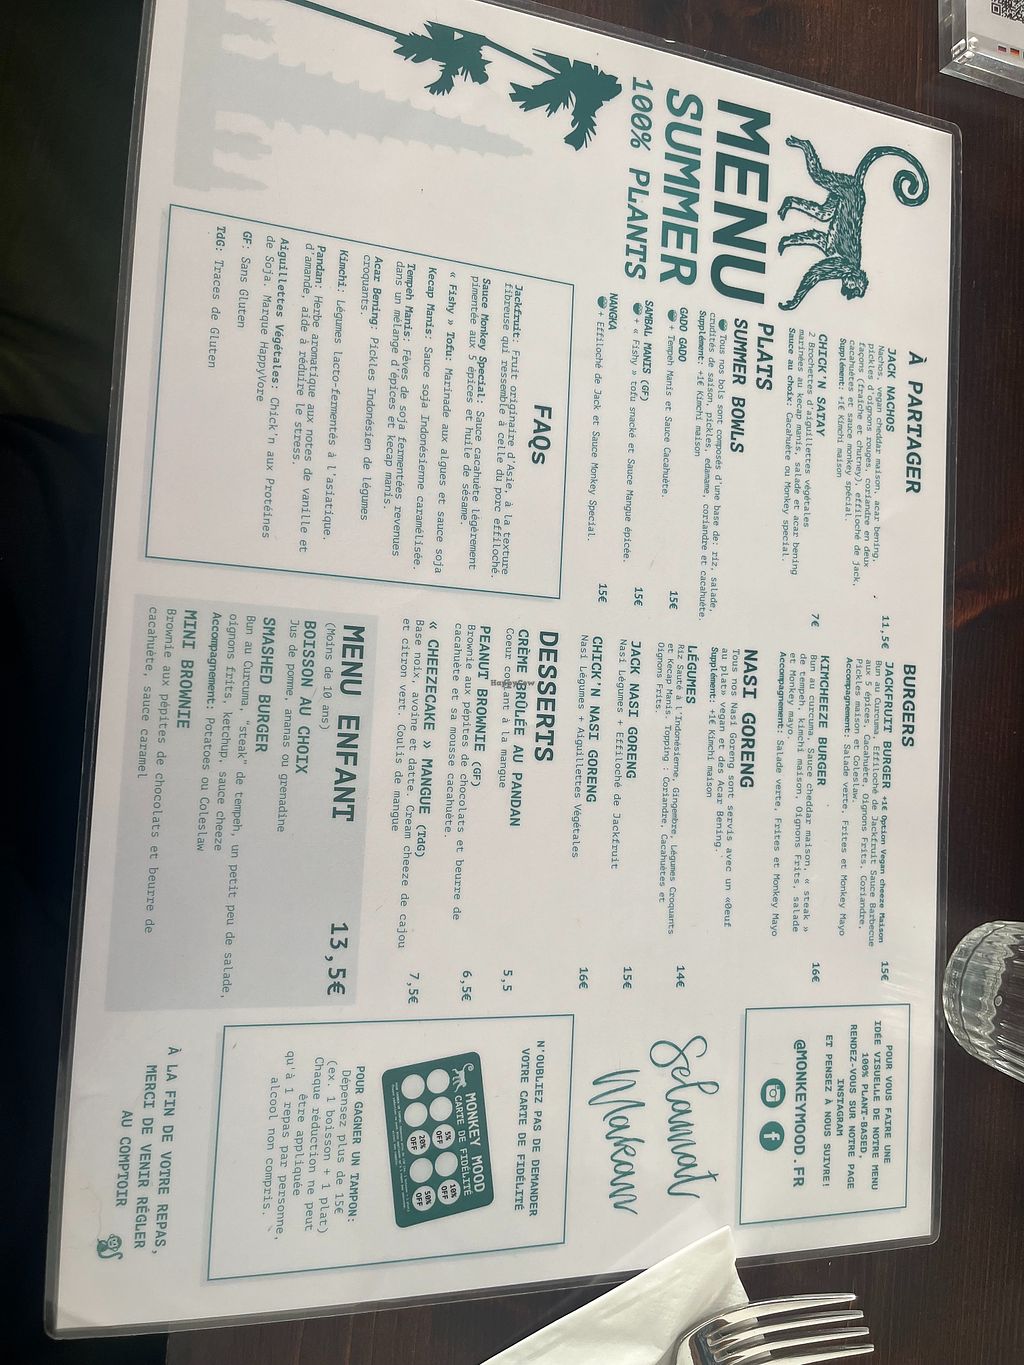 MENU
SUMMER
100% PLANTS
À PARTAGER
JACK NACHOS
Nachos, vegan cheddar maison, acar bening,
pickles d'oignons rouges, coriandre en deux
façons (fraiche et chutney), effiloché de jack,
cacahuètes et sauce monkey spécial.
Supplément: +1€ Kimchi maison
11,5€
CHICK'N SATAY
2 Brochettes d'aiguillettes végétales
marinées au kecap manis, salade et acar bening
Sauce au choix: Cacahuète ou Monkey special.
7€
PLATS
SUMMER BOWLS
Tous nos bols sont composés d'une base de: riz, salade,
crudités de saison, pickles, edamame, coriandre et cacahuète.
Supplément: +1€ Kimchi maison
GADO GADO
+ Tempeh Manis et Sauce Cacahuète.
15€
SAMBAL MANIS (GF)
+ « Fishy » tofu snacké et Sauce Mangue épicée.
15€
NANGKA
+ Effiloché de Jack et Sauce Monkey Special.
15€
FAQs
Jackfruit: Fruit originaire d'Asie, à la texture
fibreuse qui ressemble à celle du porc effiloché.
Sauce Monkey Special: Sauce cacahuète légèrement
pimentée aux 5 épices et huile de sésame.
« Fishy » Tofu: Marinade aux algues et sauce soja
Kecap Manis: Sauce soja Indonésienne caramélisée.
Tempeh Manis: Fèves de soja fermentées revenues
dans un mélange d'épices et kecap manis.
Acar Bening: Pickles Indonésien de légumes
croquants.
Kimchi: Légumes lacto-fermentés à l'asiatique.
Pandan: Herbe aromatique aux notes de vanille et
d'amande, aide à réduire le stress.
Aiguillettes Végétales: Chick'n aux Protéines
de Soja. Marque HappyVore
GF: Sans Gluten
TdG: Traces de Gluten
BURGERS
JACKFRUIT BURGER +1€ Option Vegan cheeze Maison
Bun au Curcuma, Effiloché de Jackfruit Sauce Barbecue
aux 5 épices, Cacahuète, Oignons Frits, Coriandre,
Pickles maison et Coleslaw.
Accompagnement: Salade verte, Frites et Monkey Mayo
15€
KIMCHEEZE BURGER
Bun au curcuma, Sauce cheddar maison, « steak »
de tempeh, kimchi maison, Oignons Frits, salade
et Monkey mayo.
Accompagnement: Salade verte, Frites et Monkey Mayo
16€
NASI GORENG
Tous nos Nasi Goreng sont servis avec un «Oeuf
au plat» vegan et des Acar Bening.
Supplément: +1€ Kimchi maison
LÉGUMES
Riz Sauté à l'Indonésienne, Gingembre, Légumes Croquants
et Kecap Manis. Topping : Coriandre, Cacahuètes et
Oignons Frits.
14€
JACK NASI GORENG
Nasi Légumes + Effiloché de Jackfruit
15€
CHICK'N NASI GORENG
Nasi Légumes + Aiguillettes Végétales
16€
DESSERTS
CRÈME BRÛLÉE AU PANDAN
Coeur coulant à la mangue
5,5
PEANUT BROWNIE (GF)
Brownie aux pépites de chocolats et beurre de
cacahuète et sa mousse cacahuète.
6,5€
« CHEEZECAKE » MANGUE (TdG)
Base noix, avoine et datte. Cream cheeze de cajou
et citron vert. Coulis de mangue
7,5€
MENU ENFANT
13,5€
(Moins de 10 ans)
BOISSON AU CHOIX
Jus de pomme, ananas ou grenadine
SMASHED BURGER
Bun au Curcuma, "steak" de tempeh, un petit peu de salade,
oignons frits, ketchup, sauce cheeze
Accompagnement: Potatoes ou Coleslaw
MINI BROWNIE
Brownie aux pépites de chocolats et beurre de
cacahuète, sauce caramel
POUR VOUS FAIRE UNE
IDÉE VISUELLE DE NOTRE MENU
100% PLANT-BASED,
RENDEZ-VOUS SUR NOTRE PAGE
INSTAGRAM
ET PENSEZ À NOUS SUIVRE!
@MONKEYMOOD.FR
Selamat
Makan
N'OUBLIEZ PAS DE DEMANDER
VOTRE CARTE DE FIDÉLITÉ
MONKEY MOOD
CARTE DE FIDÉLITÉ
5% OFF
10% OFF
20% OFF
50% OFF
POUR GAGNER UN TAMPON:
Dépensez plus de 15€
(ex. 1 boisson + 1 plat)
Chaque réduction ne peut
être appliquée
qu'à 1 repas par personne,
alcool non compris.
À LA FIN DE VOTRE REPAS,
MERCI DE VENIR RÉGLER
AU COMPTOIR
HappyCow